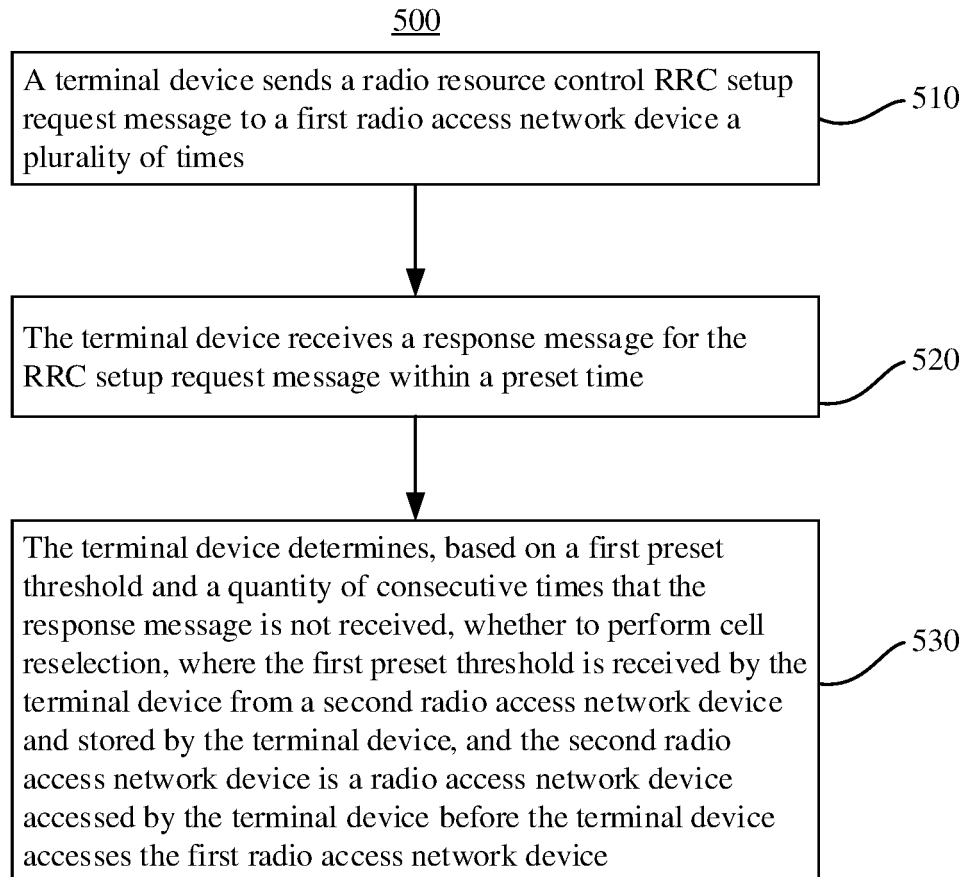 500
A terminal device sends a radio resource control RRC setup
request message to a first radio access network device a
plurality of times
510
The terminal device receives a response message for the
RRC setup request message within a preset time
520
The terminal device determines, based on a first preset
threshold and a quantity of consecutive times that the
response message is not received, whether to perform cell
reselection, where the first preset threshold is received by the
terminal device from a second radio access network device
and stored by the terminal device, and the second radio
access network device is a radio access network device
accessed by the terminal device before the terminal device
accesses the first radio access network device
530